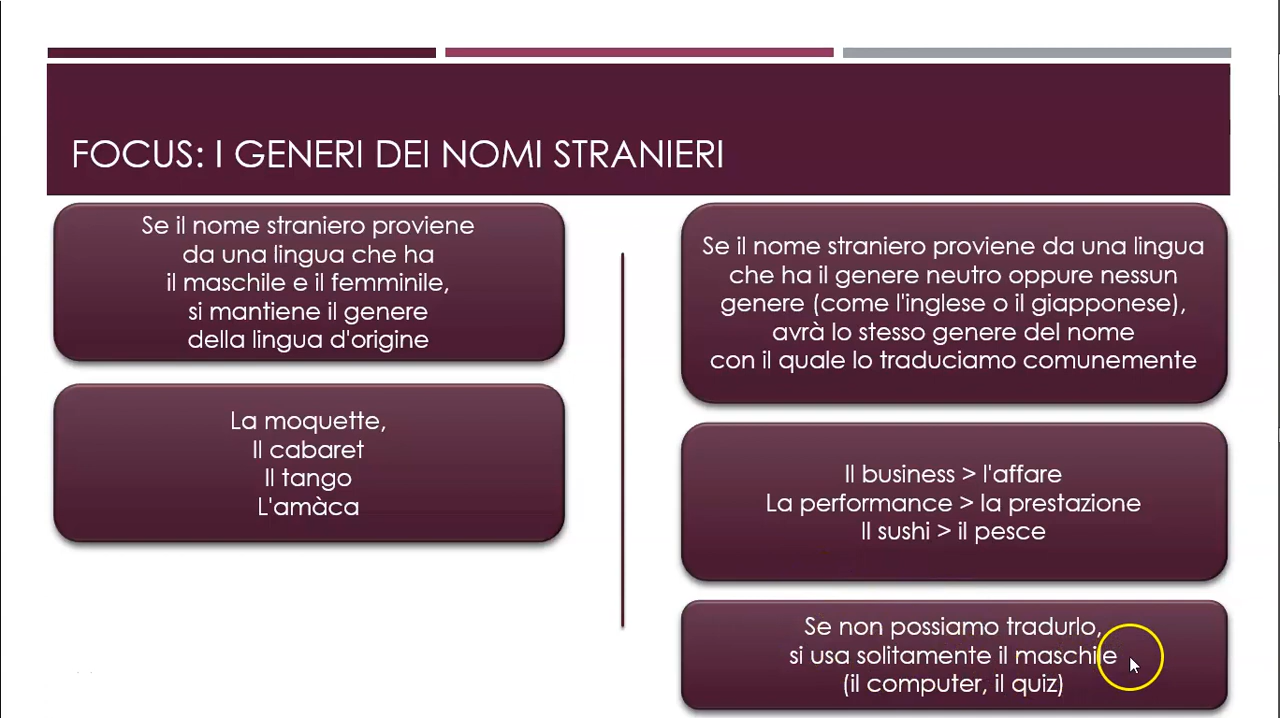 FOCUS: I GENERI DEI NOMI STRANIERI
Se il nome straniero proviene
da una lingua che ha
il maschile e il femminile,
si mantiene il genere
della lingua d'origine
La moquette,
Il cabaret
Il tango
L'amàca
Se il nome straniero proviene da una lingua
che ha il genere neutro oppure nessun
genere (come l'inglese o il giapponese),
avrà lo stesso genere del nome
con il quale lo traduciamo comunemente
Il business > l'affare
La performance > la prestazione
Il sushi > il pesce
Se non possiamo tradurlo,
si usa solitamente il maschile
(il computer, il quiz)